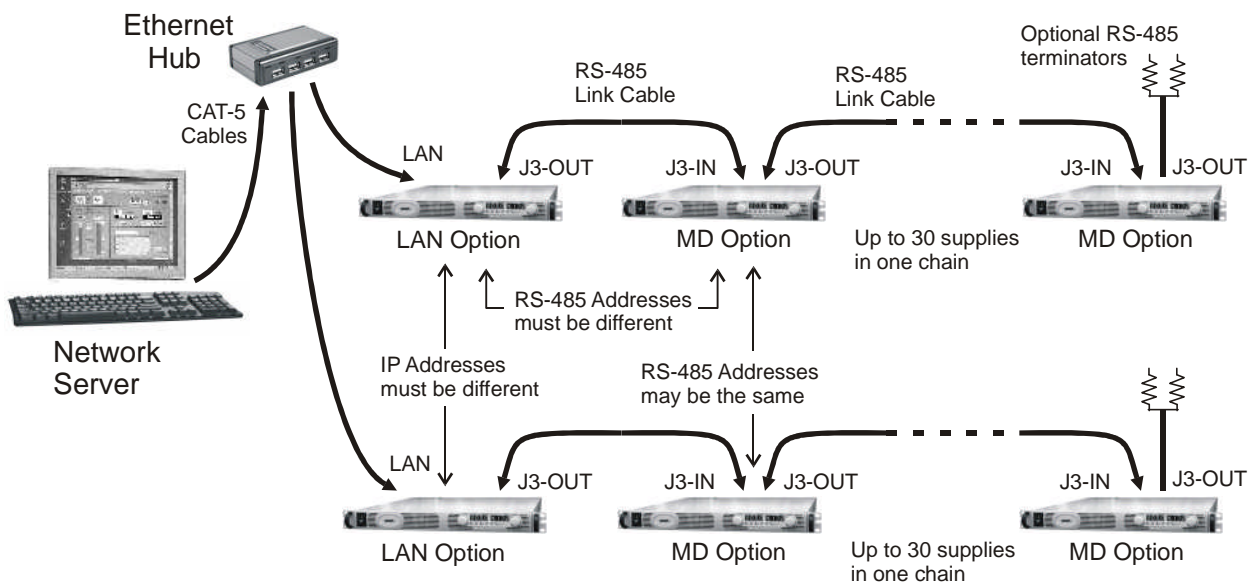 Ethernet
Hub
CAT-5
Cables
Network
Server
LAN
RS-485
Link Cable
RS-485
Link Cable
Optional RS-485
terminators
J3-OUT
J3-IN
J3-OUT
J3-IN
J3-OUT
LAN Option
MD Option
Up to 30 supplies
in one chain
MD Option
RS-485 Addresses
must be different
IP Addresses
must be different
RS-485 Addresses
may be the same
LAN
J3-OUT
J3-IN
J3-OUT
J3-IN
J3-OUT
LAN Option
MD Option
Up to 30 supplies
in one chain
MD Option